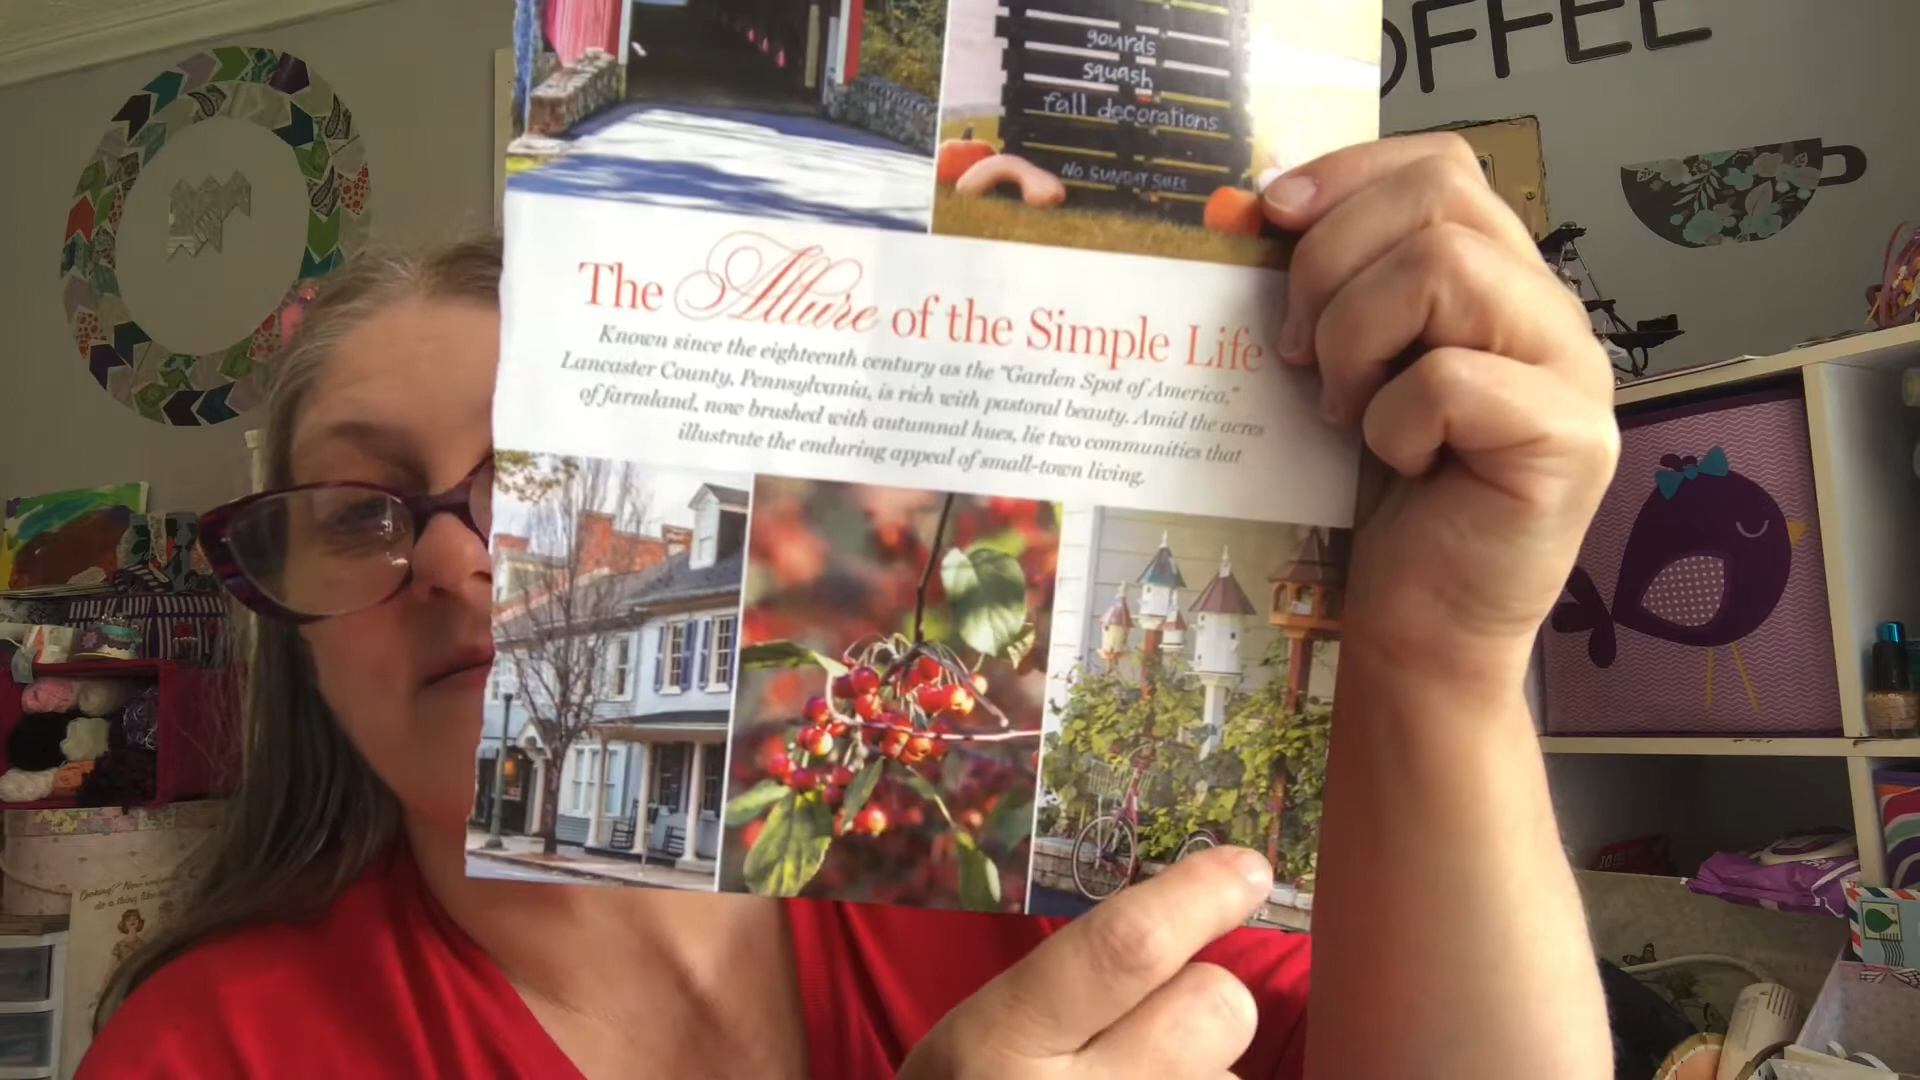 OFFEE
gourds
squash
fall decorations
NO SUNDAY SALES
The Allure of the Simple Life
Known since the eighteenth century as the "Garden Spot of America,"
Lancaster County, Pennsylvania, is rich with pastoral beauty. Amid the acres
of farmland, now brushed with autumnal hues, lie two communities that
illustrate the enduring appeal of small-town living.